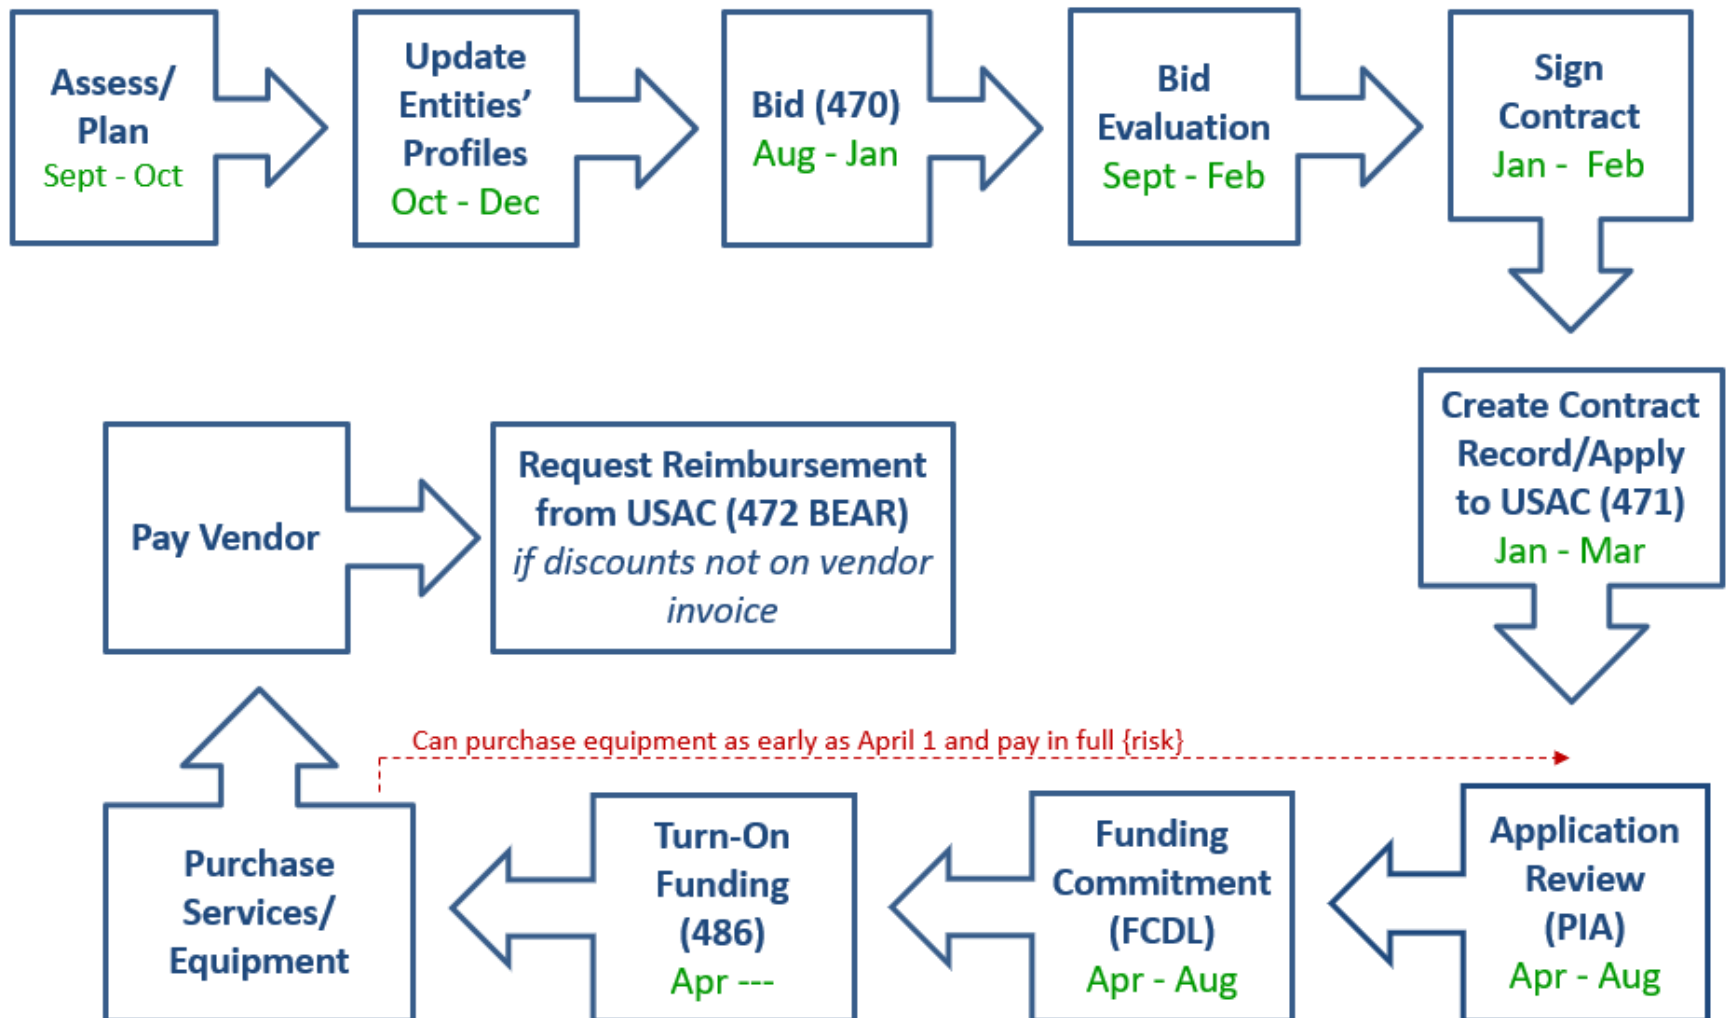 Assess/
Plan
Sept - Oct
Update
Entities’
Profiles
Oct - Dec
Bid (470)
Aug - Jan
Bid
Evaluation
Sept - Feb
Sign
Contract
Jan -  Feb
Create Contract
Record/Apply
to USAC (471)
Jan - Mar
Application
Review
(PIA)
Apr - Aug
Funding
Commitment
(FCDL)
Apr - Aug
Turn-On
Funding
(486)
Apr ---
Can purchase equipment as early as April 1 and pay in full {risk}
Purchase
Services/
Equipment
Pay Vendor
Request Reimbursement
from USAC (472 BEAR)
if discounts not on vendor
invoice